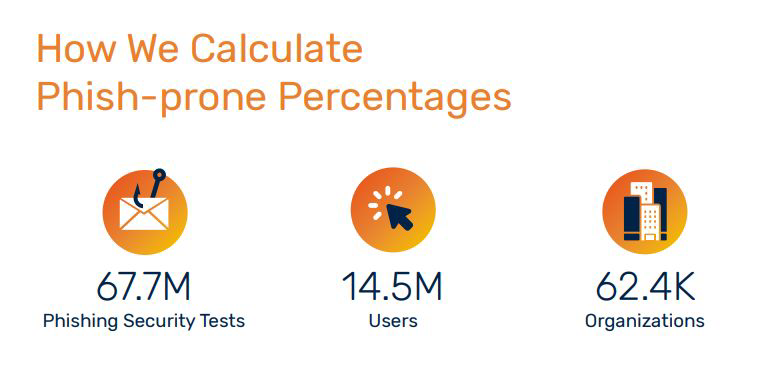 How We Calculate
Phish-prone Percentages
67.7M
14.5M
62.4K
Phishing Security Tests
Users
Organizations